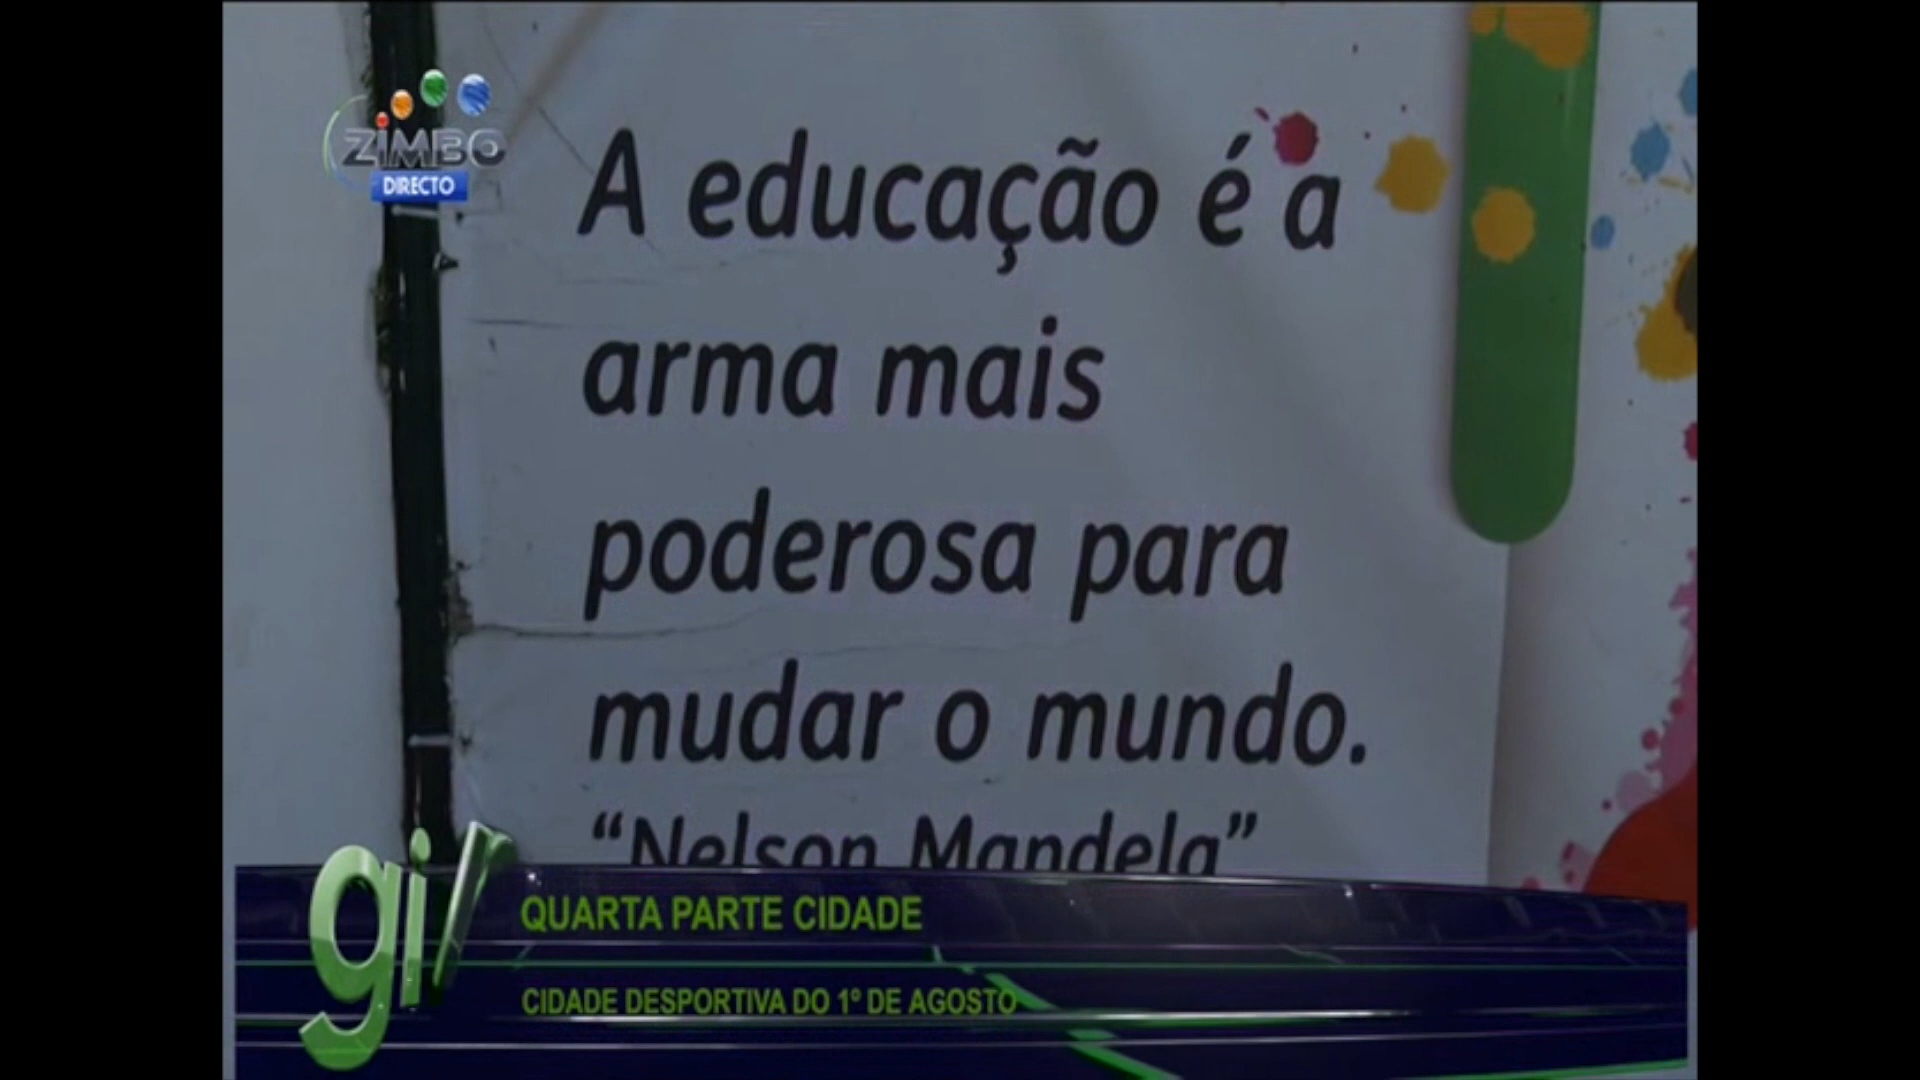 ZIMBO
DIRECTO
A educação é a
arma mais
poderosa para
mudar o mundo.
“Nelson Mandela”
gir
QUARTA PARTE CIDADE
CIDADE DESPORTIVA DO 1º DE AGOSTO